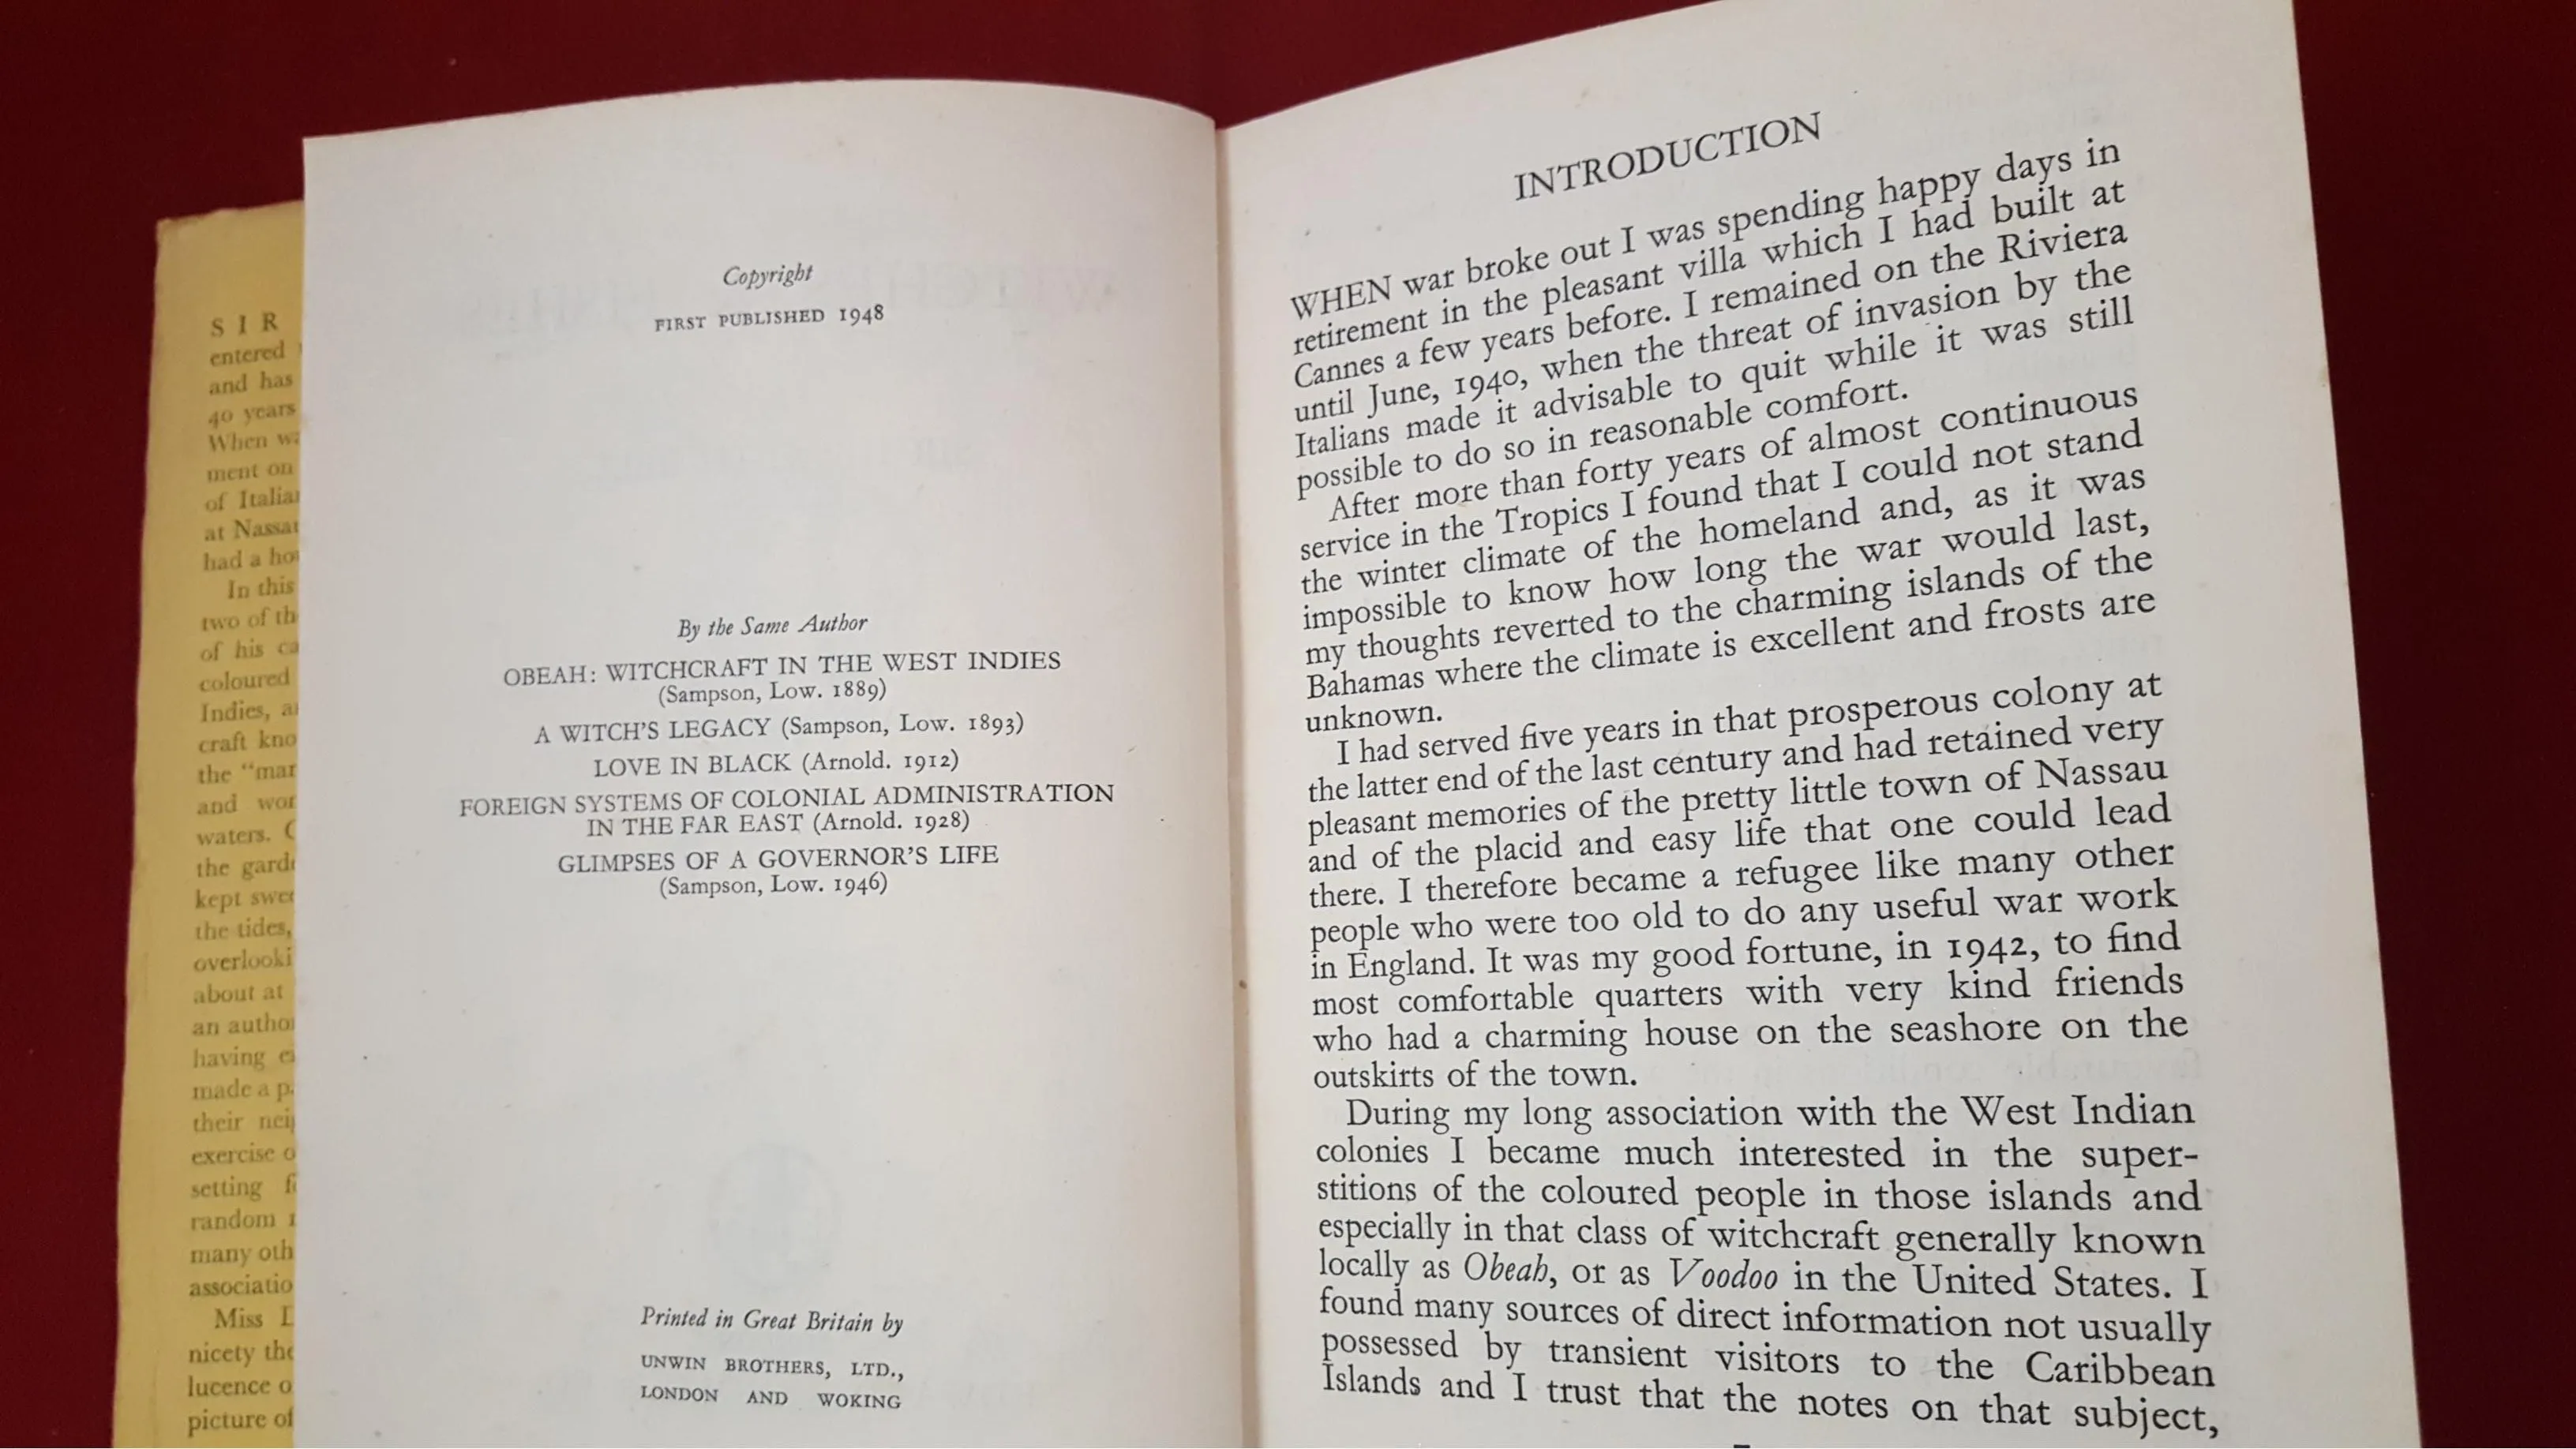 SIR
entered
and has
40 years
When wa
ment on
of Italian
at Nassau
had a hou
In this
two of th
of his ca
coloured
Indies, a
craft kno
the “mar
and wor
waters.
the garde
kept swe
the tides,
overlooki
about at
an autho
having e
made a p
their nei
exercise o
setting f
random
many oth
associatio
Miss
nicety the
lucence o
picture of
Copyright
FIRST PUBLISHED 1948
By the Same Author
OBEAH: WITCHCRAFT IN THE WEST INDIES
(Sampson, Low. 1889)
A WITCH'S LEGACY (Sampson, Low. 1893)
LOVE IN BLACK (Arnold. 1912)
FOREIGN SYSTEMS OF COLONIAL ADMINISTRATION
IN THE FAR EAST (Arnold. 1928)
GLIMPSES OF A GOVERNOR'S LIFE
(Sampson, Low. 1946)
Printed in Great Britain by
UNWIN BROTHERS, LTD.,
LONDON AND WOKING
INTRODUCTION
WHEN war broke out I was spending happy days in
retirement in the pleasant villa which I had built at
Cannes a few years before. I remained on the Riviera
until June, 1940, when the threat of invasion by the
Italians made it advisable to quit while it was still
possible to do so in reasonable comfort.
After more than forty years of almost continuous
service in the Tropics I found that I could not stand
the winter climate of the homeland and, as it was
impossible to know how long the war would last,
my thoughts reverted to the charming islands of the
Bahamas where the climate is excellent and frosts are
unknown.
I had served five years in that prosperous colony at
the latter end of the last century and had retained very
pleasant memories of the pretty little town of Nassau
and of the placid and easy life that one could lead
there. I therefore became a refugee like many other
people who were too old to do any useful war work
in England. It was my good fortune, in 1942, to find
most comfortable quarters with very kind friends
who had a charming house on the seashore on the
outskirts of the town.
During my long association with the West Indian
colonies I became much interested in the super-
stitions of the coloured people in those islands and
especially in that class of witchcraft generally known
locally as Obeah, or as Voodoo in the United States. I
found many sources of direct information not usually
possessed by transient visitors to the Caribbean
Islands and I trust that the notes on that subject,